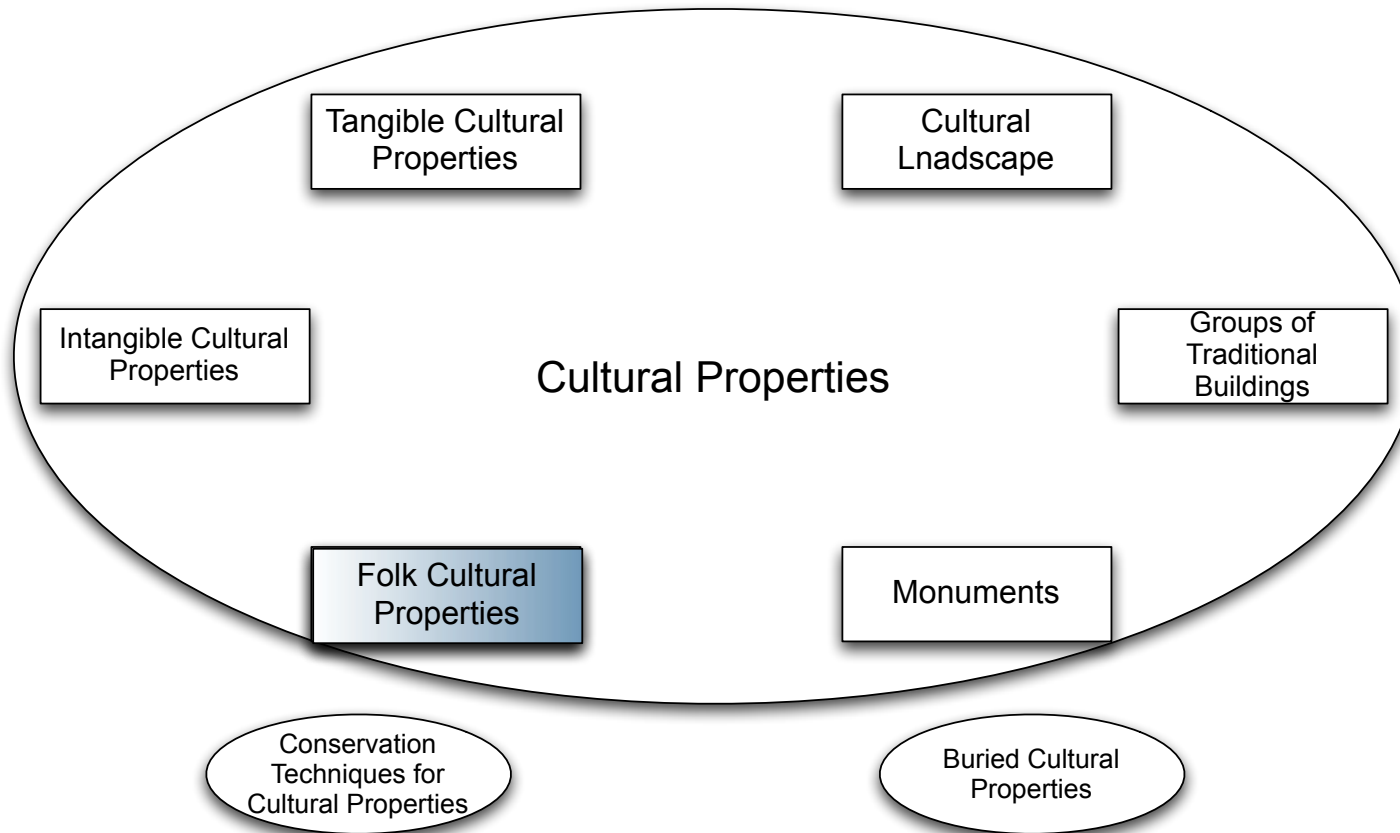 Tangible Cultural
Properties
Cultural
Lnadscape
Intangible Cultural
Properties
Cultural Properties
Groups of
Traditional
Buildings
Folk Cultural
Properties
Monuments
Conservation
Techniques for
Cultural Properties
Buried Cultural
Properties